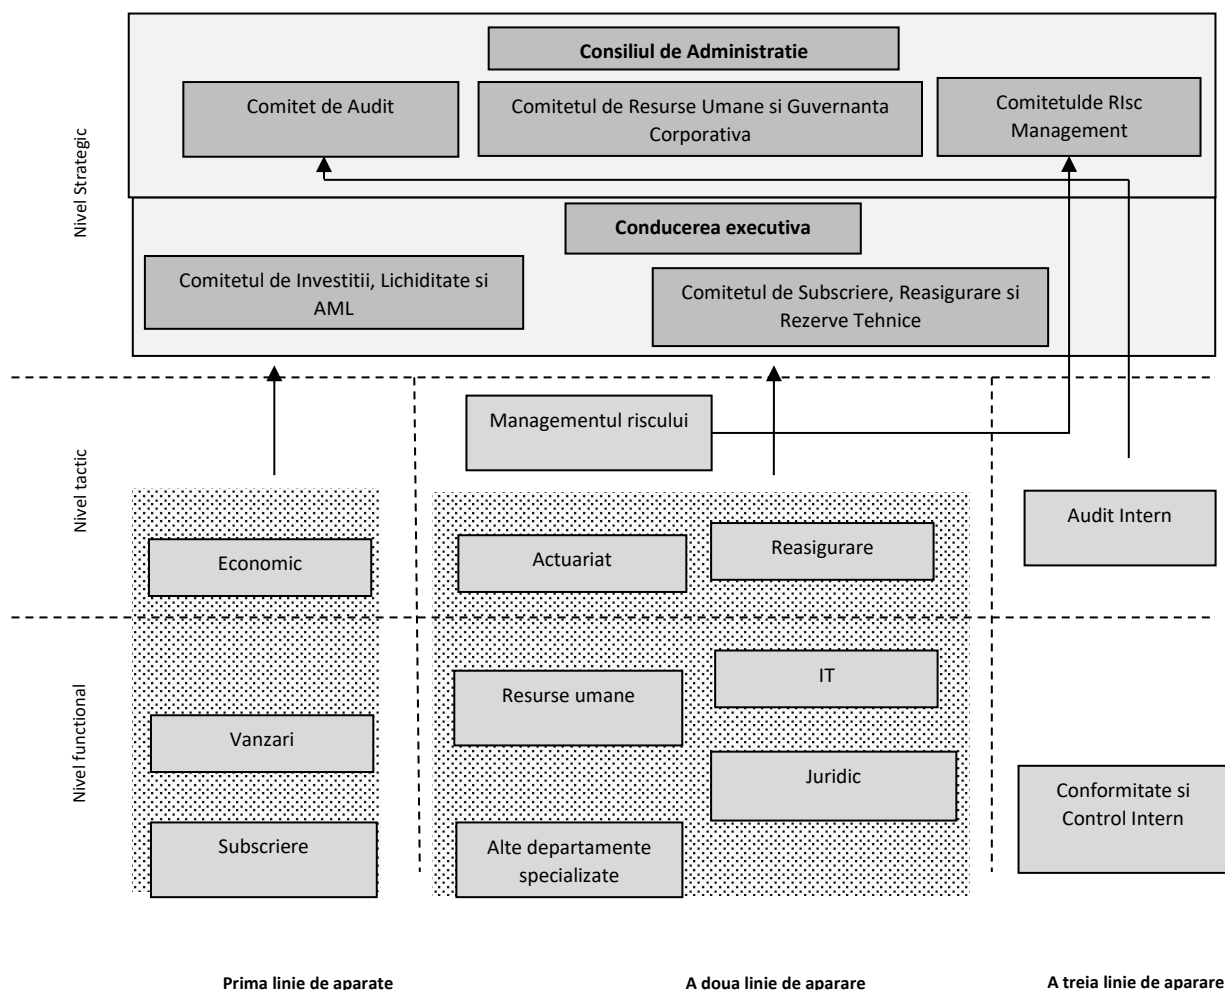 Consiliul de Administratie
Comitet de Audit
Comitetul de Resurse Umane si Guvernanta
Corporativa
Comitetulde RIsc
Management
Nivel Strategic
Conducerea executiva
Comitetul de Investitii, Lichiditate si
AML
Comitetul de Subscriere, Reasigurare si
Rezerve Tehnice
Nivel tactic
Managementul riscului
Audit Intern
Economic
Actuariat
Reasigurare
Nivel functional
Resurse umane
IT
Vanzari
Juridic
Conformitate si
Control Intern
Subscriere
Alte departamente
specializate
Prima linie de aparate
A doua linie de aparare
A treia linie de aparare